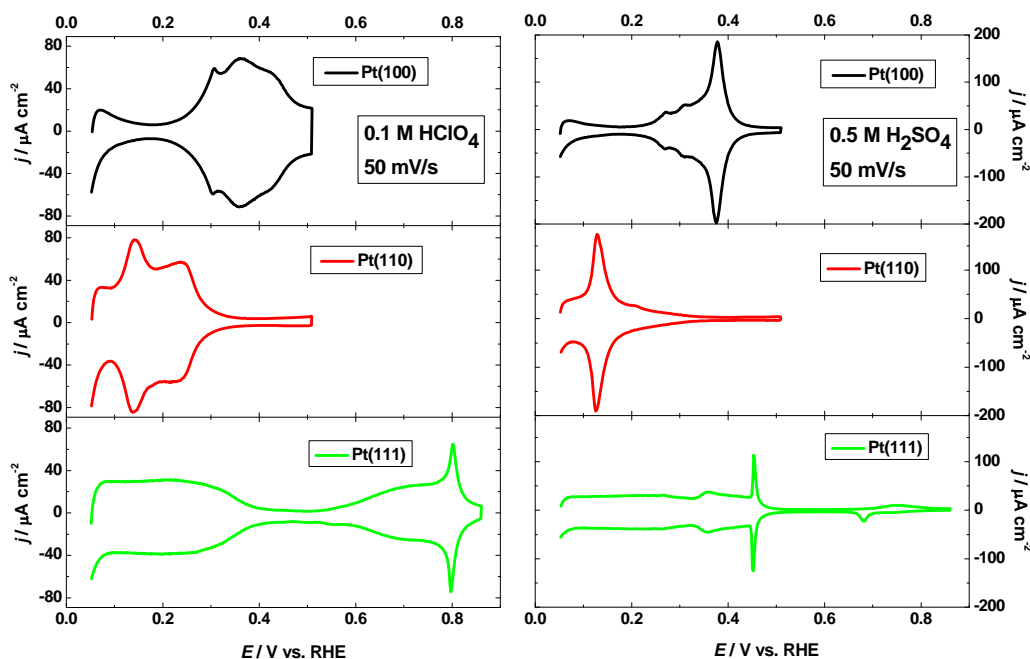 0.0 0.2 0.4 0.6 0.8
80
40
0
-40
-80
j / µA cm-2
Pt(100)
0.1 M HClO4
50 mV/s
80
40
0
-40
-80
j / µA cm-2
Pt(110)
80
40
0
-40
-80
j / µA cm-2
Pt(111)
0.0 0.2 0.4 0.6 0.8
E / V vs. RHE
0.0 0.2 0.4 0.6 0.8
200
100
0
-100
-200
j / µA cm-2
Pt(100)
0.5 M H2SO4
50 mV/s
100
0
-100
-200
j / µA cm-2
Pt(110)
100
0
-100
-200
j / µA cm-2
Pt(111)
0.0 0.2 0.4 0.6 0.8
E / V vs. RHE